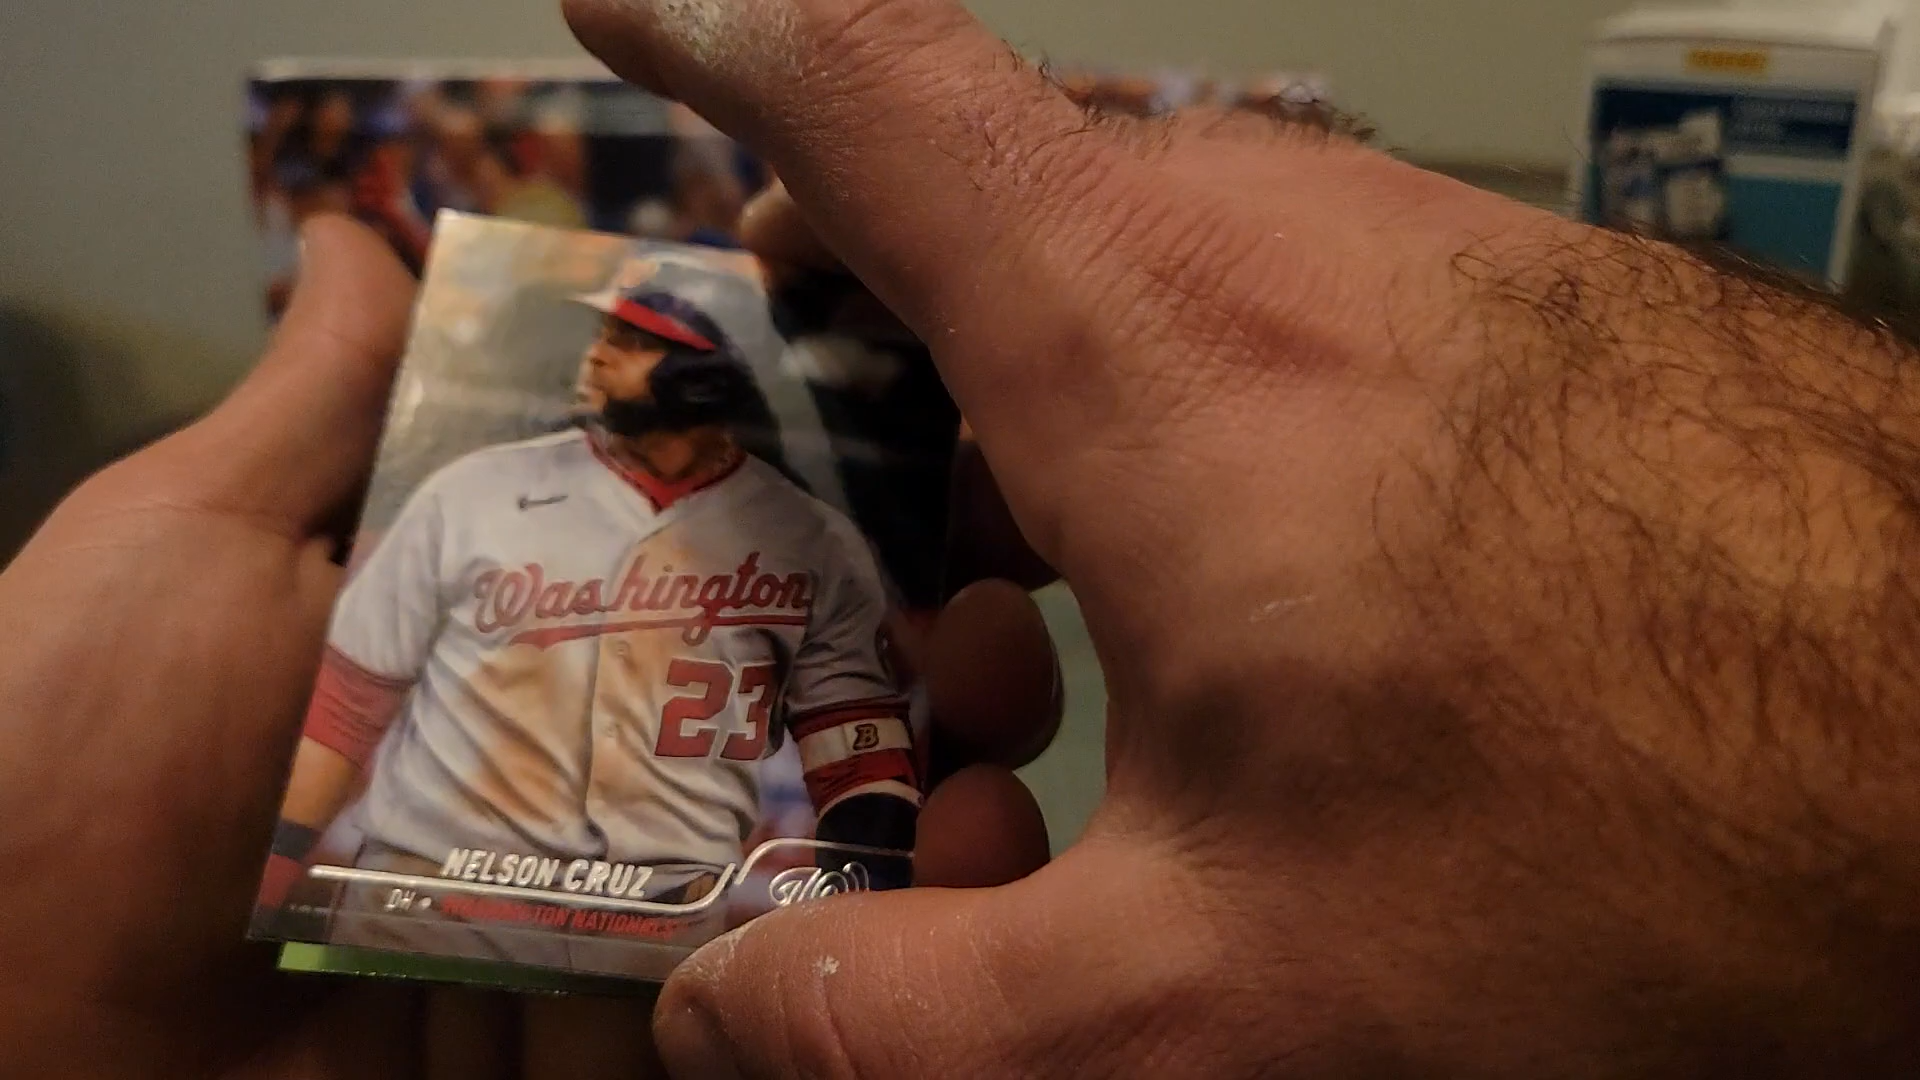 Washington
23
B
NELSON CRUZ
DH • WASHINGTON NATIONALS
W